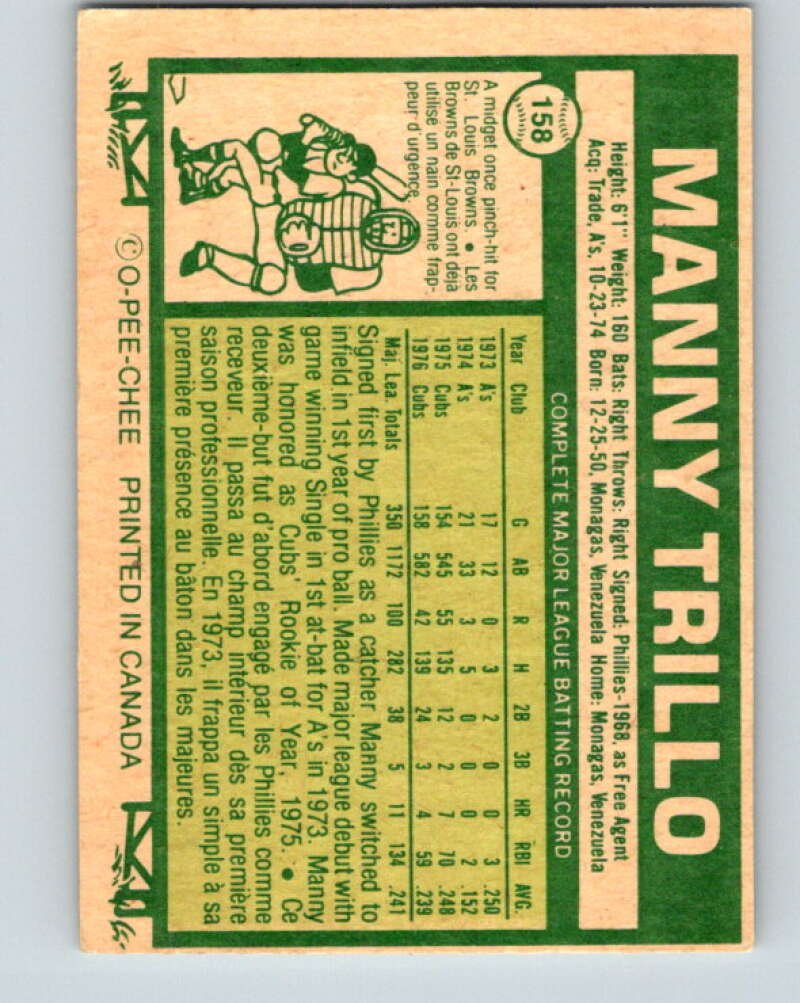 MANNY TRILLO
Height: 6'1" Weight: 160 Bats: Right Throws: Right Signed: Phillies-1968, as Free Agent
Acq: Trade, A's, 10-23-74 Born: 12-25-50, Monagas, Venezuela Home: Monagas, Venezuela
158
COMPLETE MAJOR LEAGUE BATTING RECORD
Year Club G AB R H 2B 3B HR RBI AVG.
1973 A's 17 12 0 3 2 0 0 3 .250
1974 A's 21 33 3 5 0 0 0 2 .152
1975 Cubs 154 545 55 135 12 2 7 70 .248
1976 Cubs 158 582 42 139 24 3 4 59 .239
Maj. Lea. Totals 350 1172 100 282 38 5 11 134 .241
Signed first by Phillies as a catcher Manny switched to
infield in 1st year of pro ball. Made major league debut with
game winning Single in 1st at-bat for A's in 1973. Manny
was honored as Cubs' Rookie of Year, 1975. • Ce
deuxième-but fut d'abord engagé par les Phillies comme
receveur. Il passa au champ intérieur dès sa première
saison professionnelle. En 1973, il frappa un simple à sa
première présence au bâton dans les majeures.
A midget once pinch-hit for
St. Louis Browns. • Les
Browns de St-Louis ont déjà
utilisé un nain comme frap-
peur d'urgence.
© O-PEE-CHEE PRINTED IN CANADA